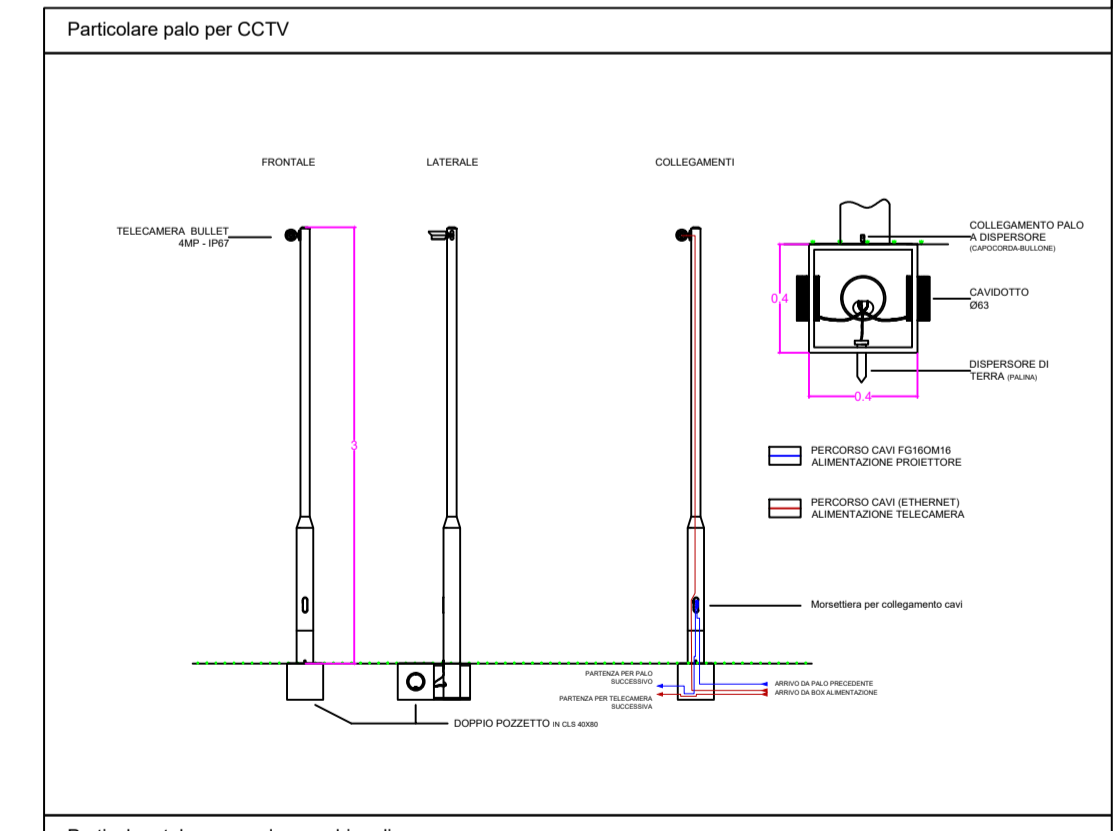 Particolare palo per CCTV
FRONTALE
LATERALE
COLLEGAMENTI
TELECAMERA BULLET
4MP - IP67
COLLEGAMENTO PALO
A DISPERSORE
(CAPOCORDA-BULLONE)
0,4
CAVIDOTTO
Ø63
DISPERSORE DI
TERRA (PALINA)
0.4
3
PERCORSO CAVI FG16OM16
ALIMENTAZIONE PROIETTORE
PERCORSO CAVI (ETHERNET)
ALIMENTAZIONE TELECAMERA
Morsettiera per collegamento cavi
PARTENZA PER PALO
SUCCESSIVO
ARRIVO DA PALO PRECEDENTE
ARRIVO DA BOX ALIMENTAZIONE
PARTENZA PER TELECAMERA
SUCCESSIVA
DOPPIO POZZETTO IN CLS 40X80